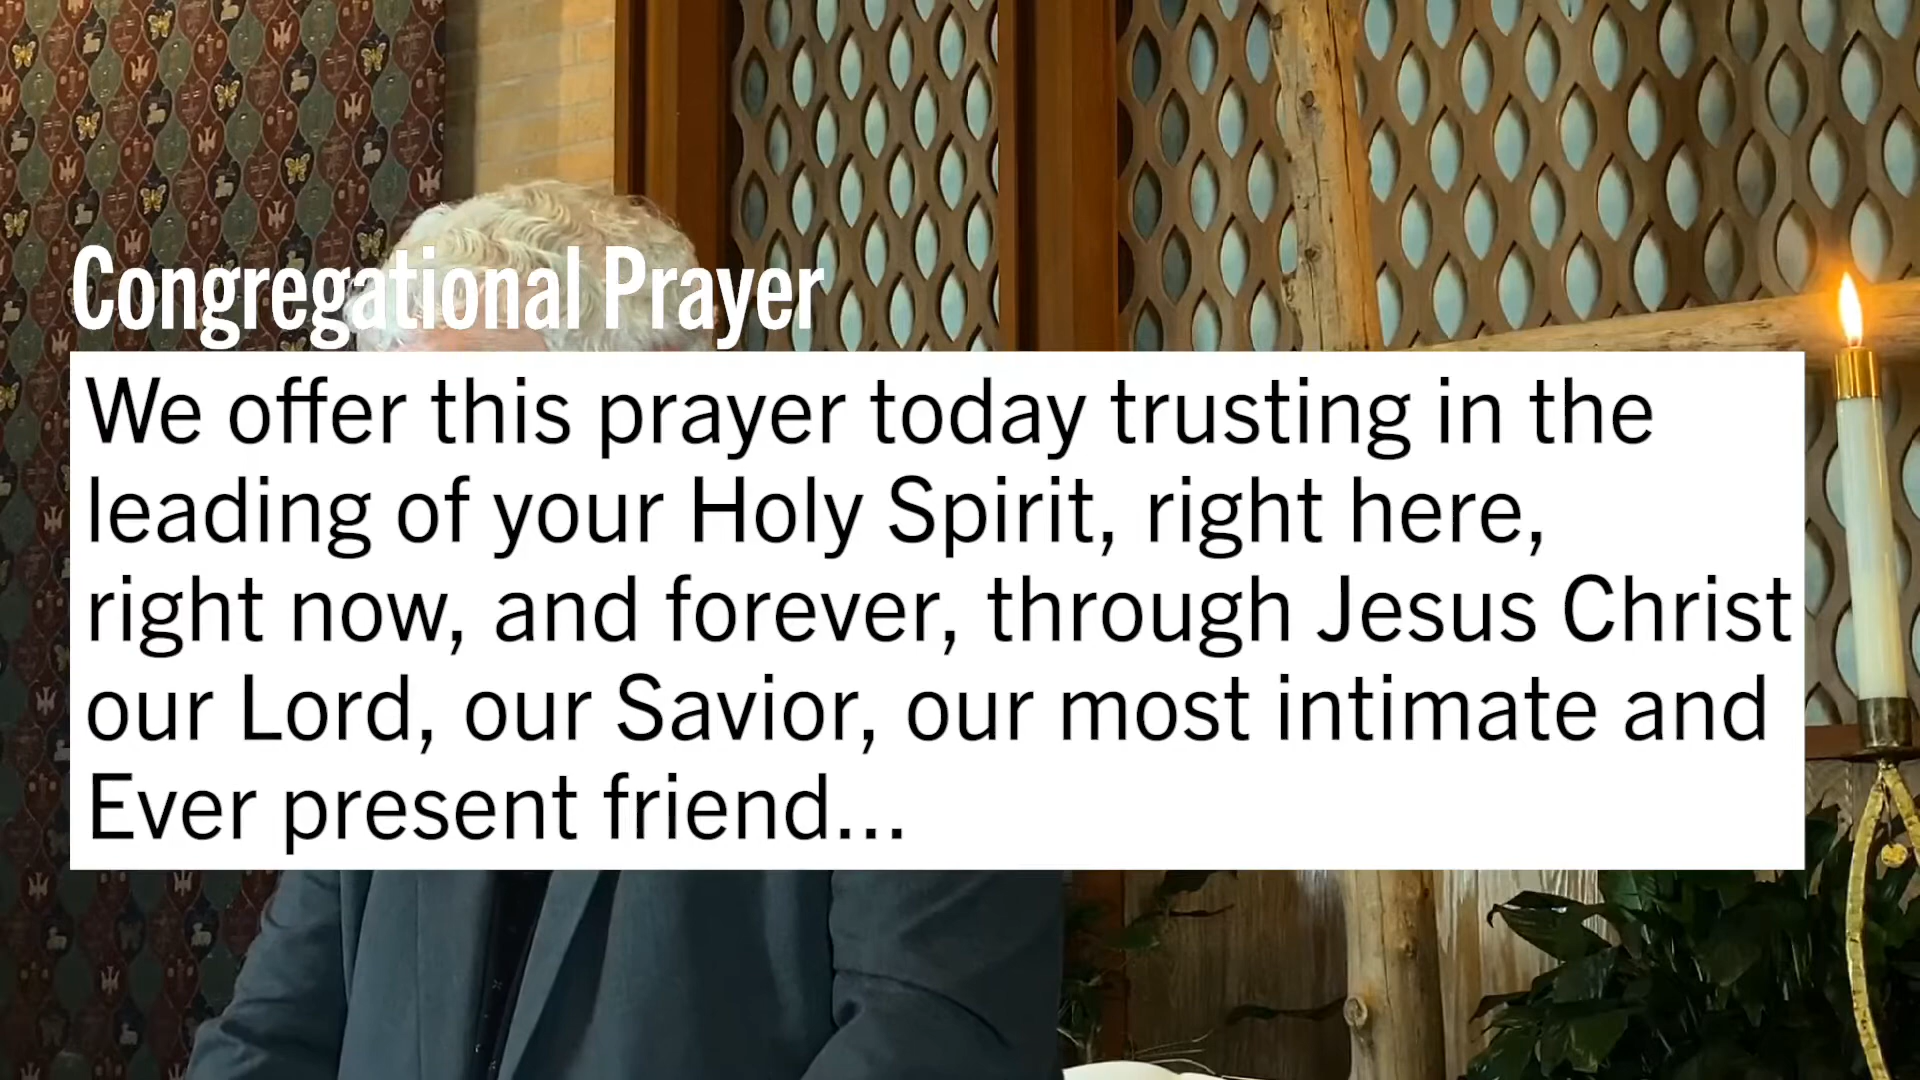 Congregational Prayer
We offer this prayer today trusting in the
leading of your Holy Spirit, right here,
right now, and forever, through Jesus Christ
our Lord, our Savior, our most intimate and
Ever present friend...